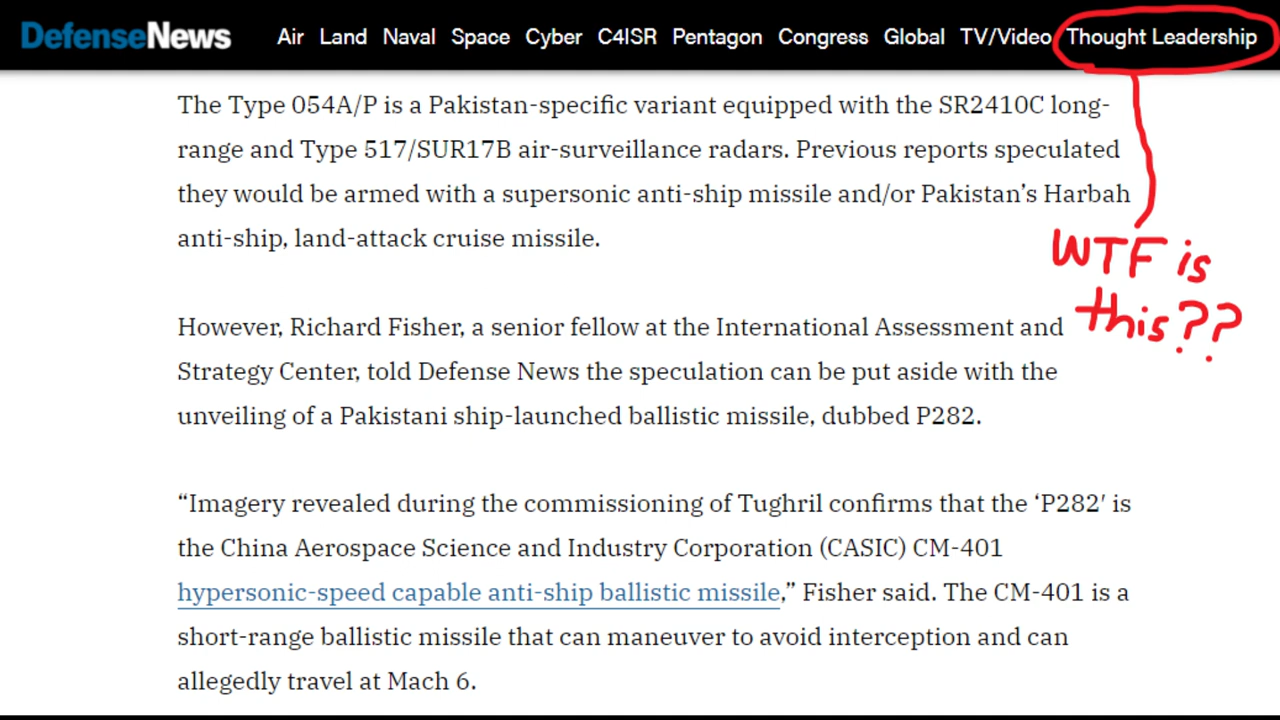 DefenseNews Air Land Naval Space Cyber C4ISR Pentagon Congress Global TV/Video Thought Leadership
The Type 054A/P is a Pakistan-specific variant equipped with the SR2410C long-
range and Type 517/SUR17B air-surveillance radars. Previous reports speculated
they would be armed with a supersonic anti-ship missile and/or Pakistan’s Harbah
anti-ship, land-attack cruise missile.
WTF is
this??
However, Richard Fisher, a senior fellow at the International Assessment and
Strategy Center, told Defense News the speculation can be put aside with the
unveiling of a Pakistani ship-launched ballistic missile, dubbed P282.
“Imagery revealed during the commissioning of Tughril confirms that the ‘P282′ is
the China Aerospace Science and Industry Corporation (CASIC) CM-401
hypersonic-speed capable anti-ship ballistic missile,” Fisher said. The CM-401 is a
short-range ballistic missile that can maneuver to avoid interception and can
allegedly travel at Mach 6.